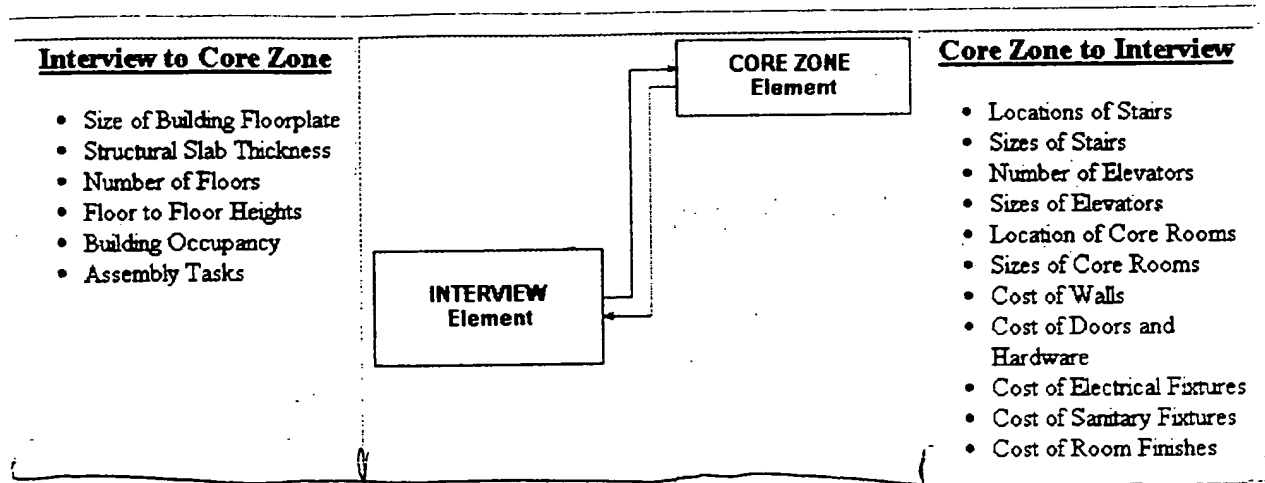 Interview to Core Zone
• Size of Building Floorplate
• Structural Slab Thickness
• Number of Floors
• Floor to Floor Heights
• Building Occupancy
• Assembly Tasks
CORE ZONE
Element
INTERVIEW
Element
Core Zone to Interview
• Locations of Stairs
• Sizes of Stairs
• Number of Elevators
• Sizes of Elevators
• Location of Core Rooms
• Sizes of Core Rooms
• Cost of Walls
• Cost of Doors and
Hardware
• Cost of Electrical Fixtures
• Cost of Sanitary Fixtures
• Cost of Room Finishes